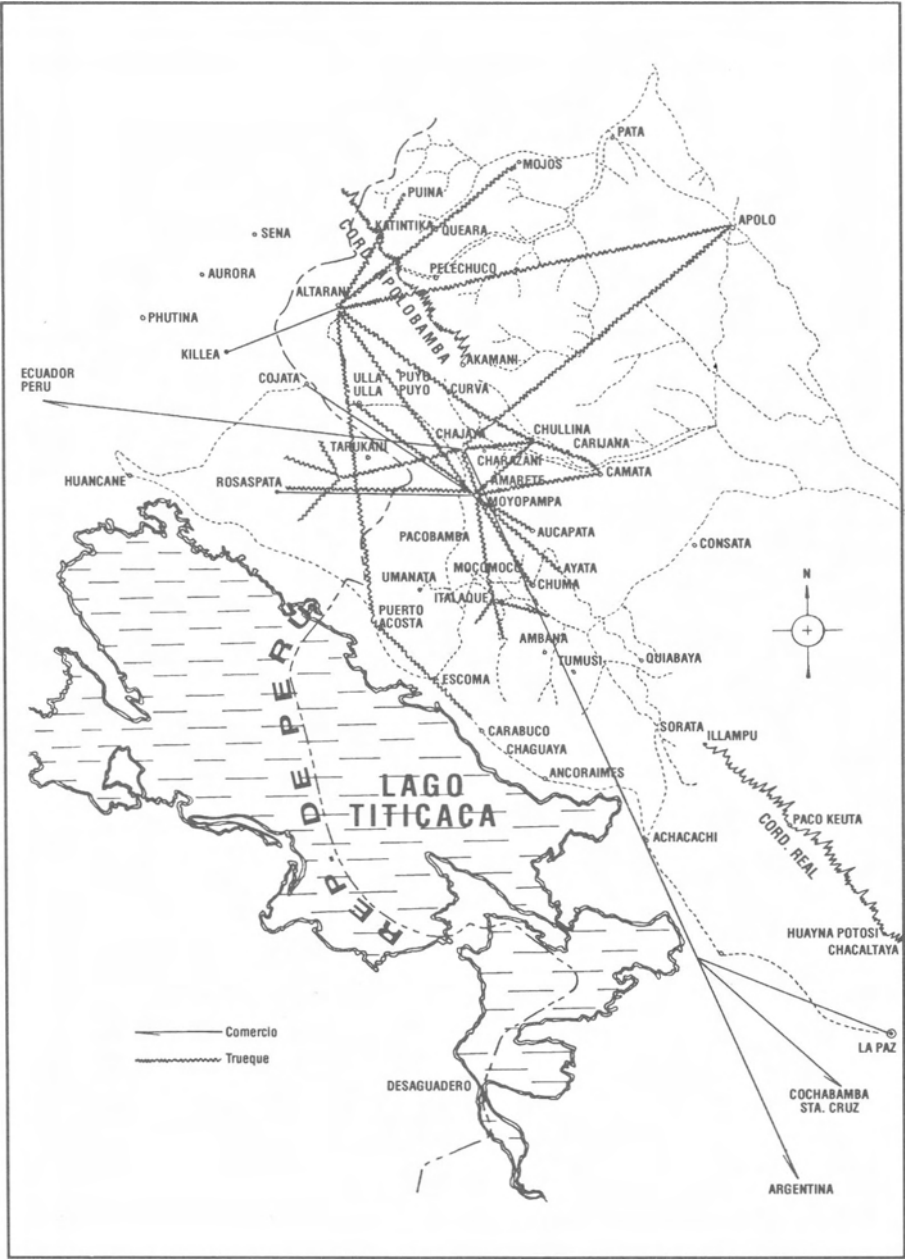 PATA
MOJOS
PUINA
APOLO
KATINTIKA
QUEARA
SENA
CORD. APOLOBAMBA
PELECHUCO
AURORA
ALTARANI
PHUTINA
KILLEA
AKAMANI
ECUADOR
PERU
COJATA
ULLA
ULLA
PUYO
PUYO
CURVA
CHAJAYA
CHULLINA
CARIJANA
TARUKANI
CHARAZANI
CAMATA
HUANCANE
ROSASPATA
AMARETE
MOYOPAMPA
AUCAPATA
PACOBAMBA
CONSATA
MOCOMOCO
AYATA
UMANATA
CHUMA
ITALAQUE
N
PUERTO
ACOSTA
AMBANA
TUMUSI
QUIABAYA
ESCOMA
REP. DE PERU
SORATA
ILLAMPU
CARABUCO
CHAGUAYA
ANCORAIMES
LAGO
TITICACA
PACO KEUTA
CORD. REAL
ACHACACHI
HUAYNA POTOSI
CHACALTAYA
Comercio
Trueque
LA PAZ
DESAGUADERO
COCHABAMBA
STA. CRUZ
ARGENTINA